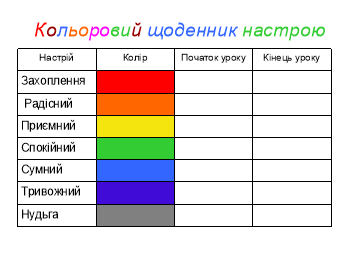 Кольоровий щоденник настрою
Настрій Колір Початок уроку Кінець уроку
Захоплення
Радісний
Приємний
Спокійний
Сумний
Тривожний
Нудьга